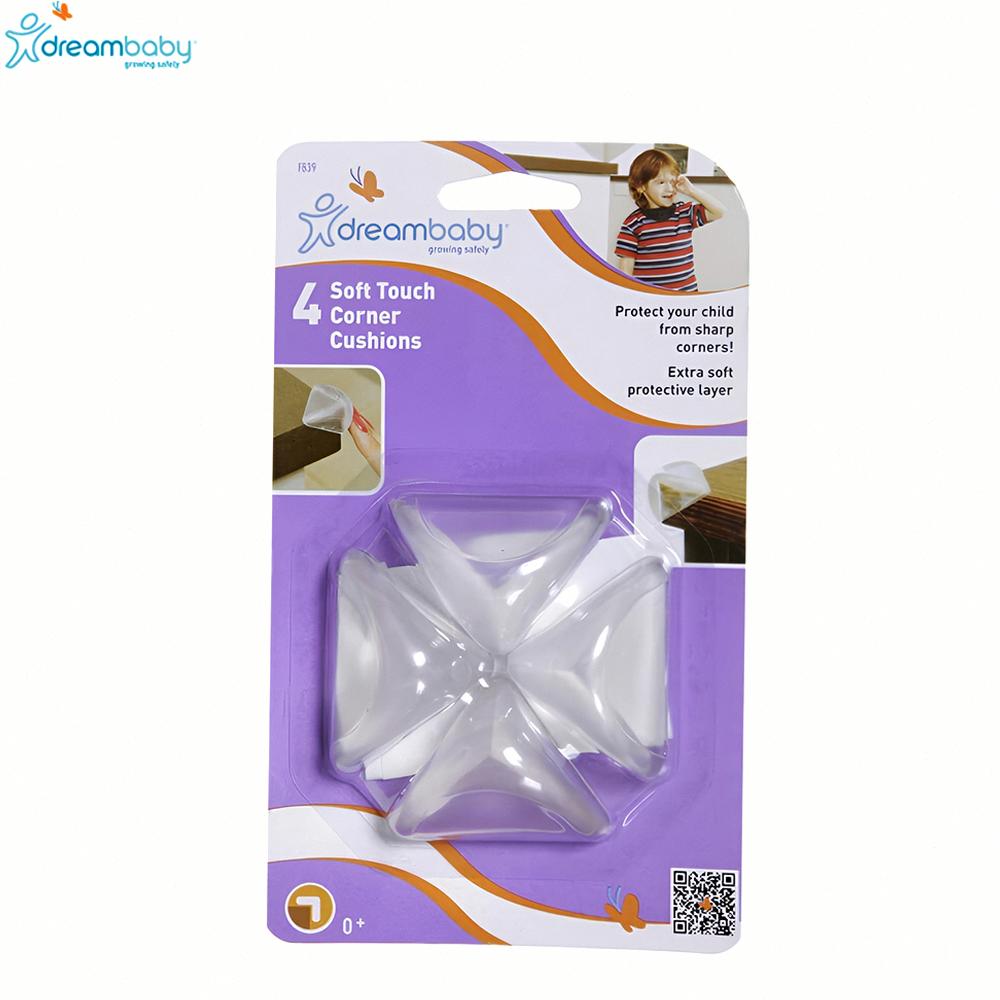 dreambaby
growing safely
F839
dreambaby
growing safely
4 Soft Touch
Corner
Cushions
Protect your child
from sharp
corners!
Extra soft
protective layer
0+